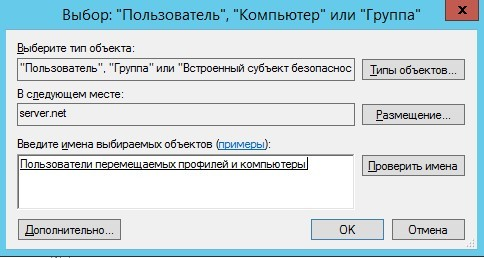 Выбор: "Пользователь", "Компьютер" или "Группа"
x
Выберите тип объекта:
"Пользователь", "Группа" или "Встроенный субъект безопаснос
Типы объектов...
В следующем месте:
server.net
Размещение...
Введите имена выбираемых объектов (примеры):
Пользователи перемещаемых профилей и компьютеры
Проверить имена
Дополнительно...
OK
Отмена